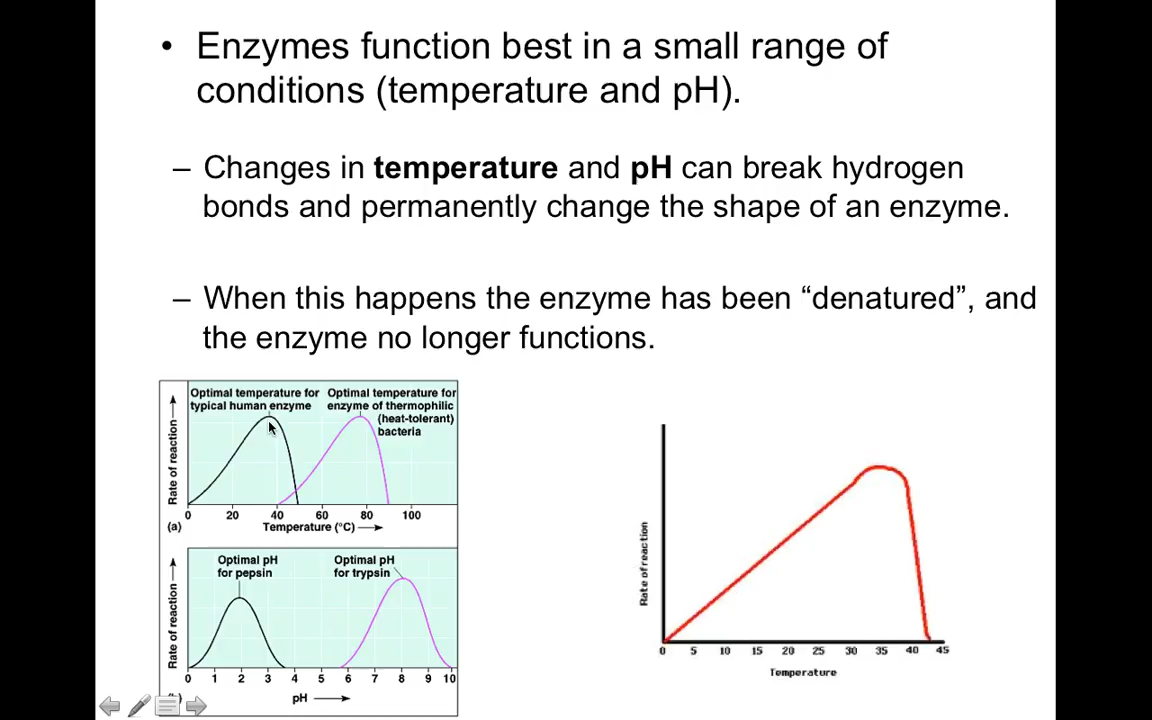 • Enzymes function best in a small range of
conditions (temperature and pH).
– Changes in temperature and pH can break hydrogen
bonds and permanently change the shape of an enzyme.
– When this happens the enzyme has been “denatured”, and
the enzyme no longer functions.
Optimal temperature for
typical human enzyme
Optimal temperature for
enzyme of thermophilic
(heat-tolerant)
bacteria
Rate of reaction
0 20 40 60 80 100
Temperature (°C)
(a)
Optimal pH
for pepsin
Optimal pH
for trypsin
Rate of reaction
0 1 2 3 4 5 6 7 8 9 10
pH
Rate of reaction
0 5 10 15 20 25 30 35 40 45
Temperature